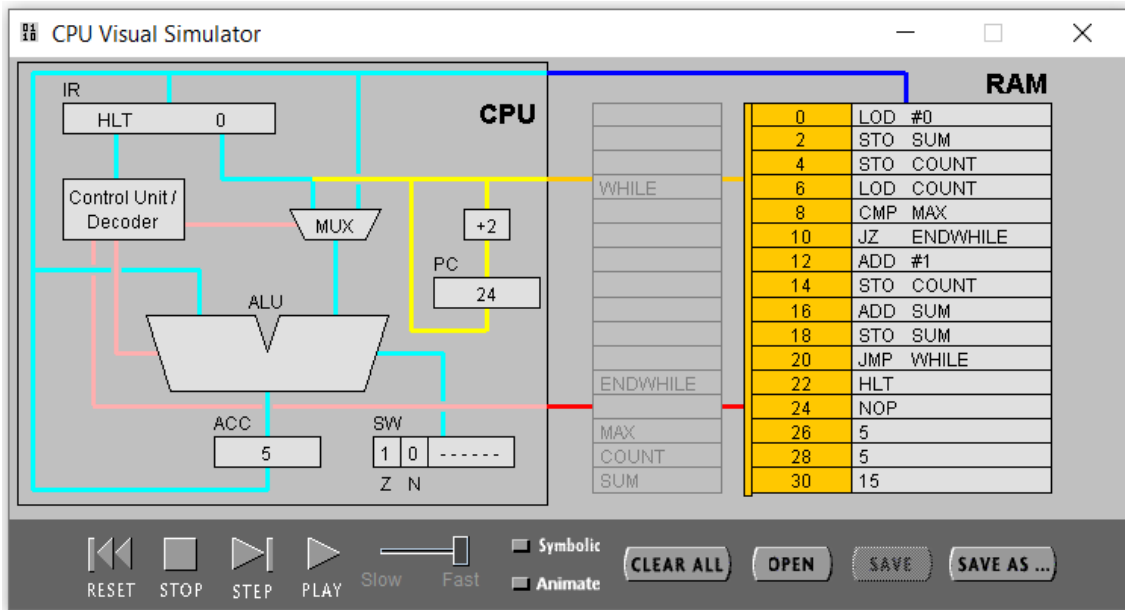 CPU Visual Simulator
IR
HLT 0
CPU
RAM
Control Unit /
Decoder
MUX
+2
PC
24
ALU
ACC
5
SW
1 0 ------
Z N
WHILE
ENDWHILE
MAX
COUNT
SUM
0 LOD #0
2 STO SUM
4 STO COUNT
6 LOD COUNT
8 CMP MAX
10 JZ ENDWHILE
12 ADD #1
14 STO COUNT
16 ADD SUM
18 STO SUM
20 JMP WHILE
22 HLT
24 NOP
26 5
28 5
30 15
RESET STOP STEP PLAY
Slow Fast
Symbolic
Animate
CLEAR ALL OPEN SAVE SAVE AS ...